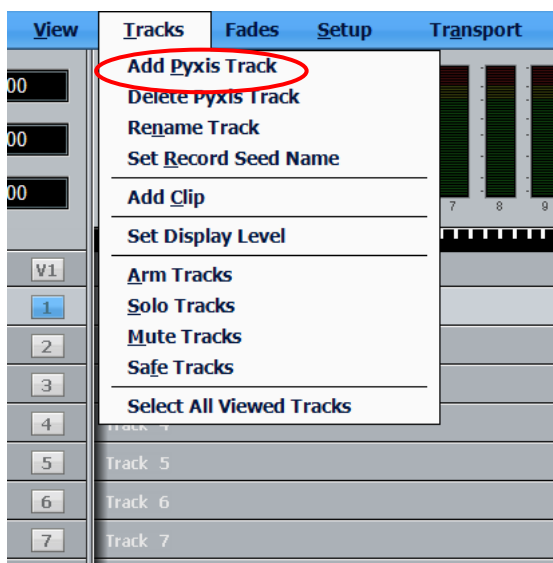 View Tracks Fades Setup Transport
Add Pyxis Track
00
Delete Pyxis Track
Rename Track
00
Set Record Seed Name
00
Add Clip
7 8 9
Set Display Level
V1
Arm Tracks
1
Solo Tracks
2
Mute Tracks
Safe Tracks
3
Select All Viewed Tracks
4 Track 4
5 Track 5
6 Track 6
7 Track 7